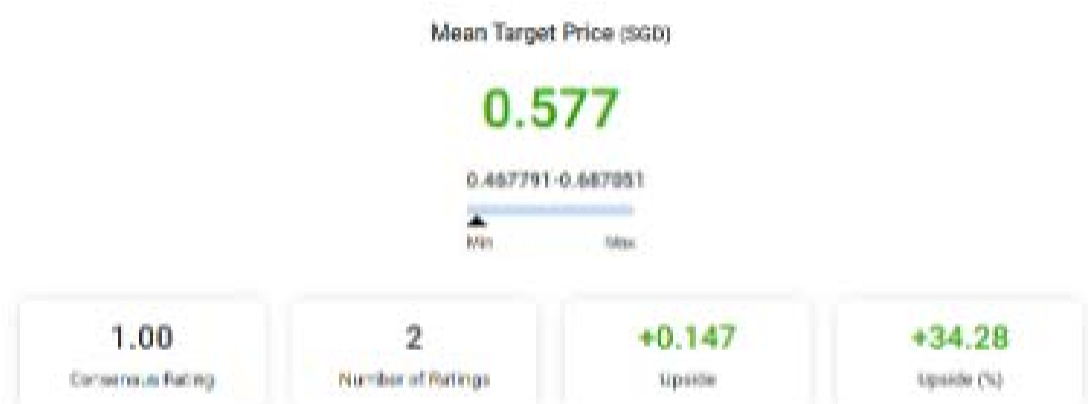 Mean Target Price (SGD)
0.577
0.467791-0.687051
Min Max
1.00 2 +0.147 +34.28
Consensus Rating Number of Ratings Upside Upside (%)